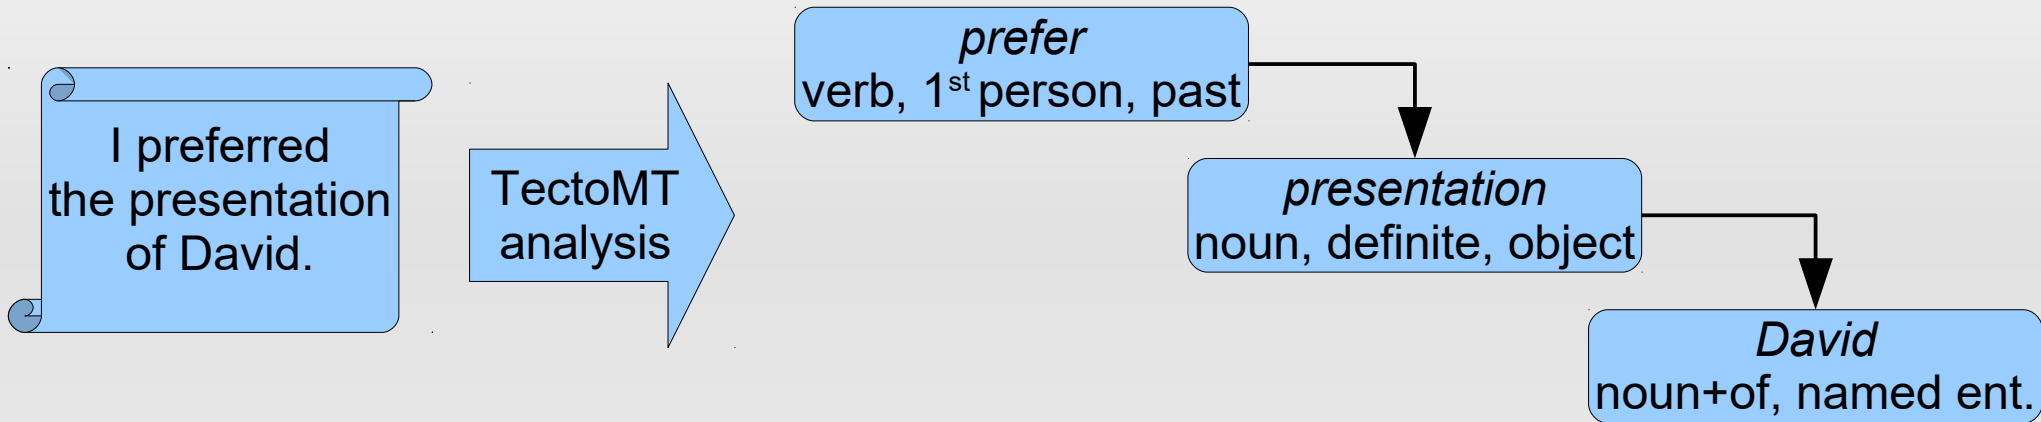 I preferred
the presentation
of David.
TectoMT
analysis
prefer
verb, 1st person, past
presentation
noun, definite, object
David
noun+of, named ent.